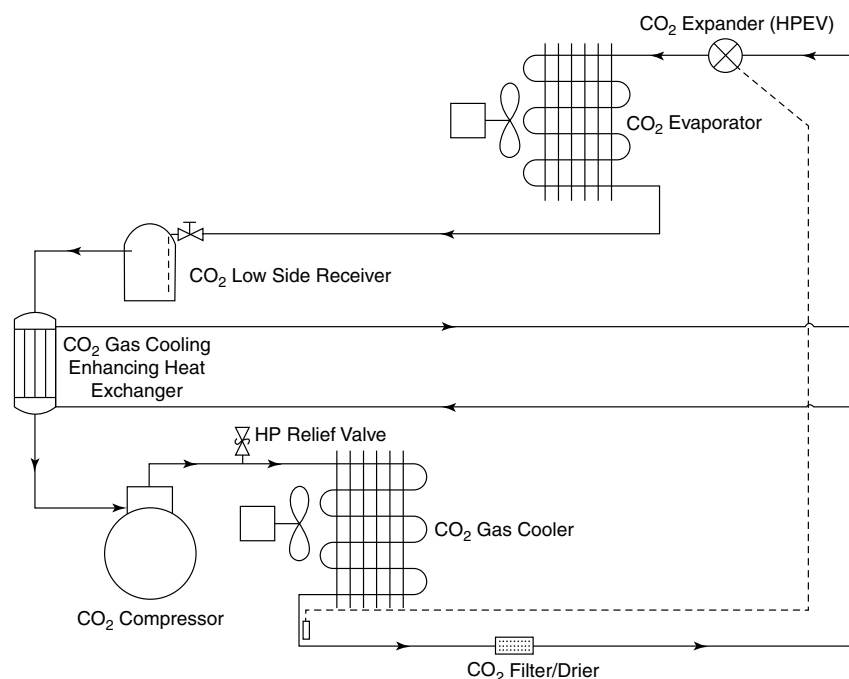 CO₂ Expander (HPEV)
CO₂ Evaporator
CO₂ Low Side Receiver
CO₂ Gas Cooling
Enhancing Heat
Exchanger
HP Relief Valve
CO₂ Gas Cooler
CO₂ Compressor
CO₂ Filter/Drier